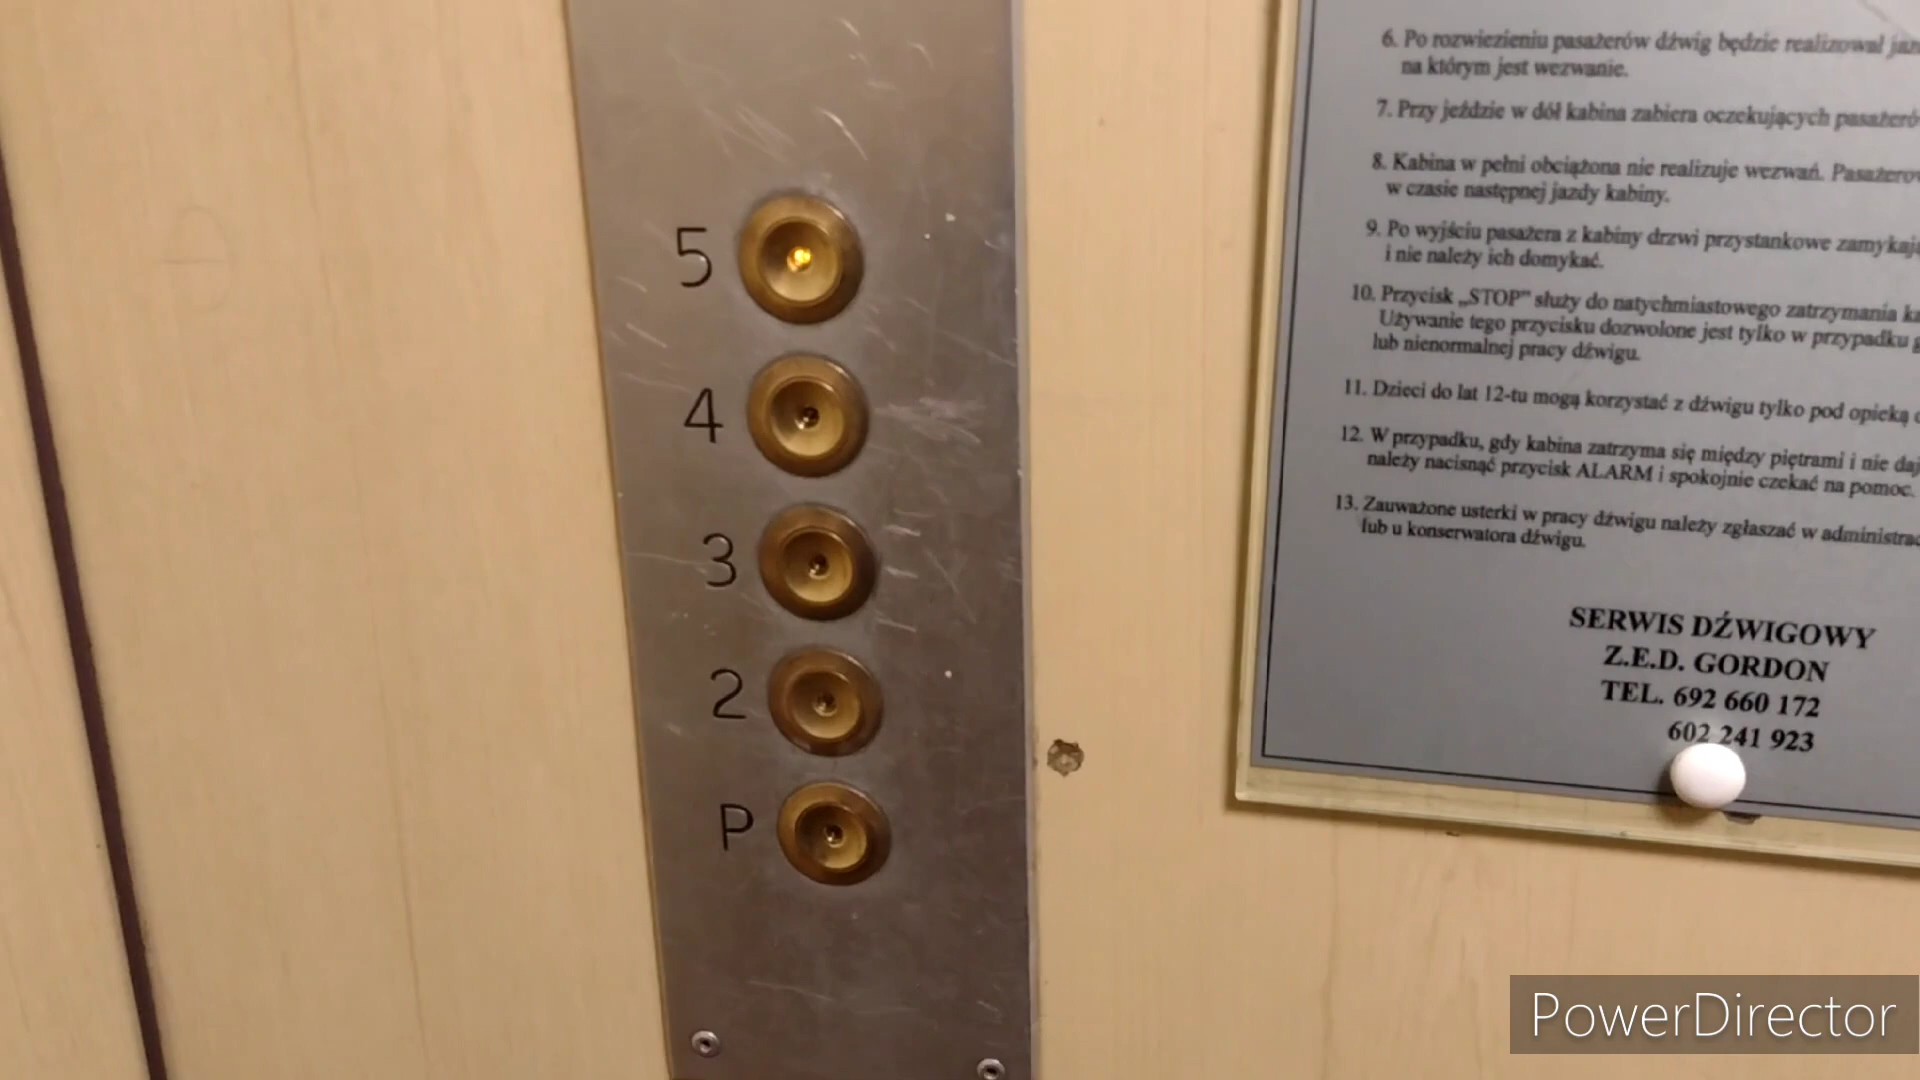 5
4
3
2
P
6. Po rozwiezieniu pasażerów dźwig będzie realizował
na którym jest wezwanie.
7. Przy jeździe w dół kabina zabiera oczekujących
8. Kabina w pełni obciążona nie realizuje wezwań.
w czasie następnej jazdy kabiny.
9. Po wyjściu pasażera z kabiny drzwi przystankowe
i nie należy ich domykać.
10. Przycisk „STOP” służy do natychmiastowego zatrzymania
Używanie tego przycisku dozwolone jest tylko w przypadku
lub nienormalnej pracy dźwigu.
11. Dzieci do lat 12-tu mogą korzystać z dźwigu tylko pod opieką
12. W przypadku, gdy kabina zatrzyma się między piętrami i nie
należy nacisnąć przycisk ALARM i spokojnie czekać na pomoc.
13. Zauważone usterki w pracy dźwigu należy zgłaszać w
lub u konserwatora dźwigu.
SERWIS DŹWIGOWY
Z.E.D. GORDON
TEL. 692 660 172
602 241 923
PowerDirector